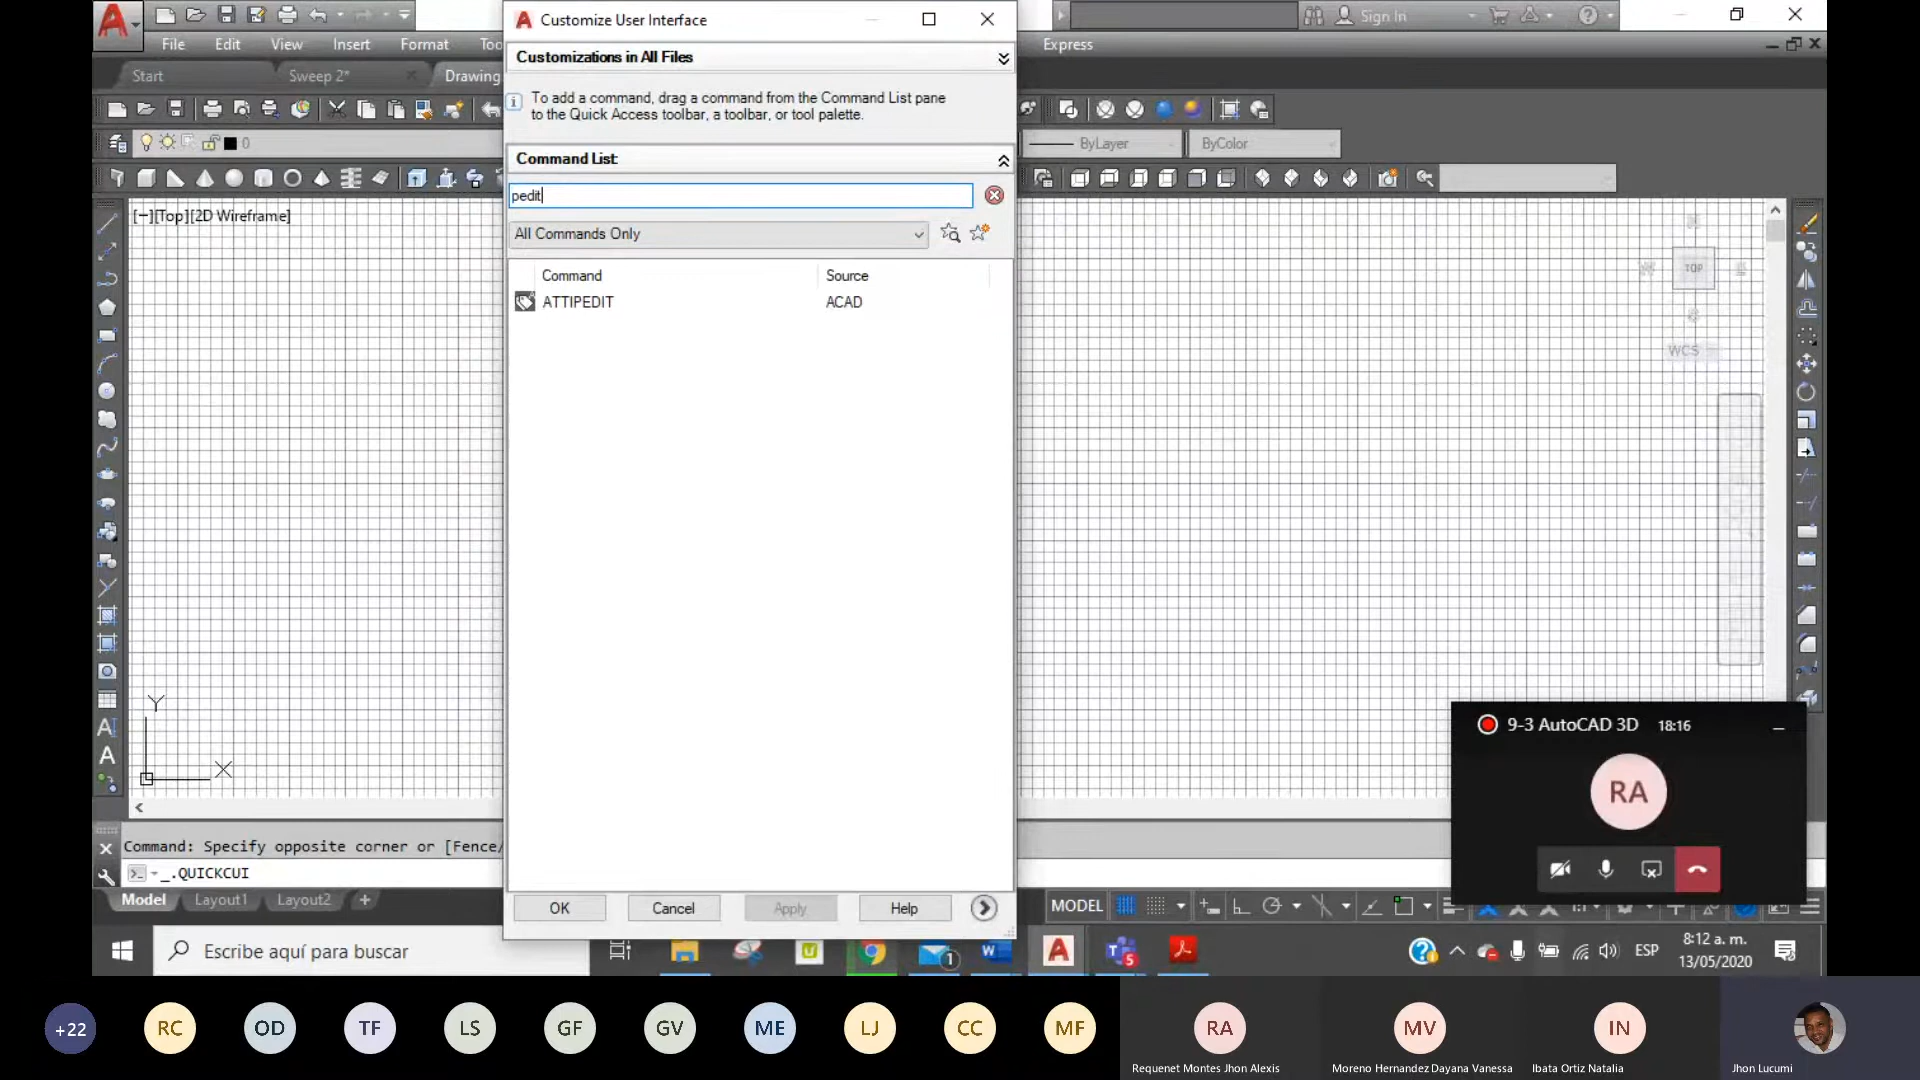 Customize User Interface
Sign In
File Edit View Insert Format Too
Express
Customizations in All Files
Start
Sweep 2*
Drawing
To add a command, drag a command from the Command List pane
to the Quick Access toolbar, a toolbar, or tool palette.
0
ByLayer
ByColor
Command List:
pedit
[−][Top][2D Wireframe]
All Commands Only
Command Source
ATTIPEDIT ACAD
TOP
WCS
Y
X
9-3 AutoCAD 3D 18:16
RA
Command: Specify opposite corner or [Fence/
_.QUICKCUI
Model Layout1 Layout2 +
OK Cancel Apply Help
MODEL
Escribe aquí para buscar
1
5
ESP
8:12 a. m.
13/05/2020
+22 RC OD TF LS GF GV ME LJ CC MF RA MV IN
Requenet Montes Jhon Alexis
Moreno Hernandez Dayana Vanessa
Ibata Ortiz Natalia
Jhon Lucumi